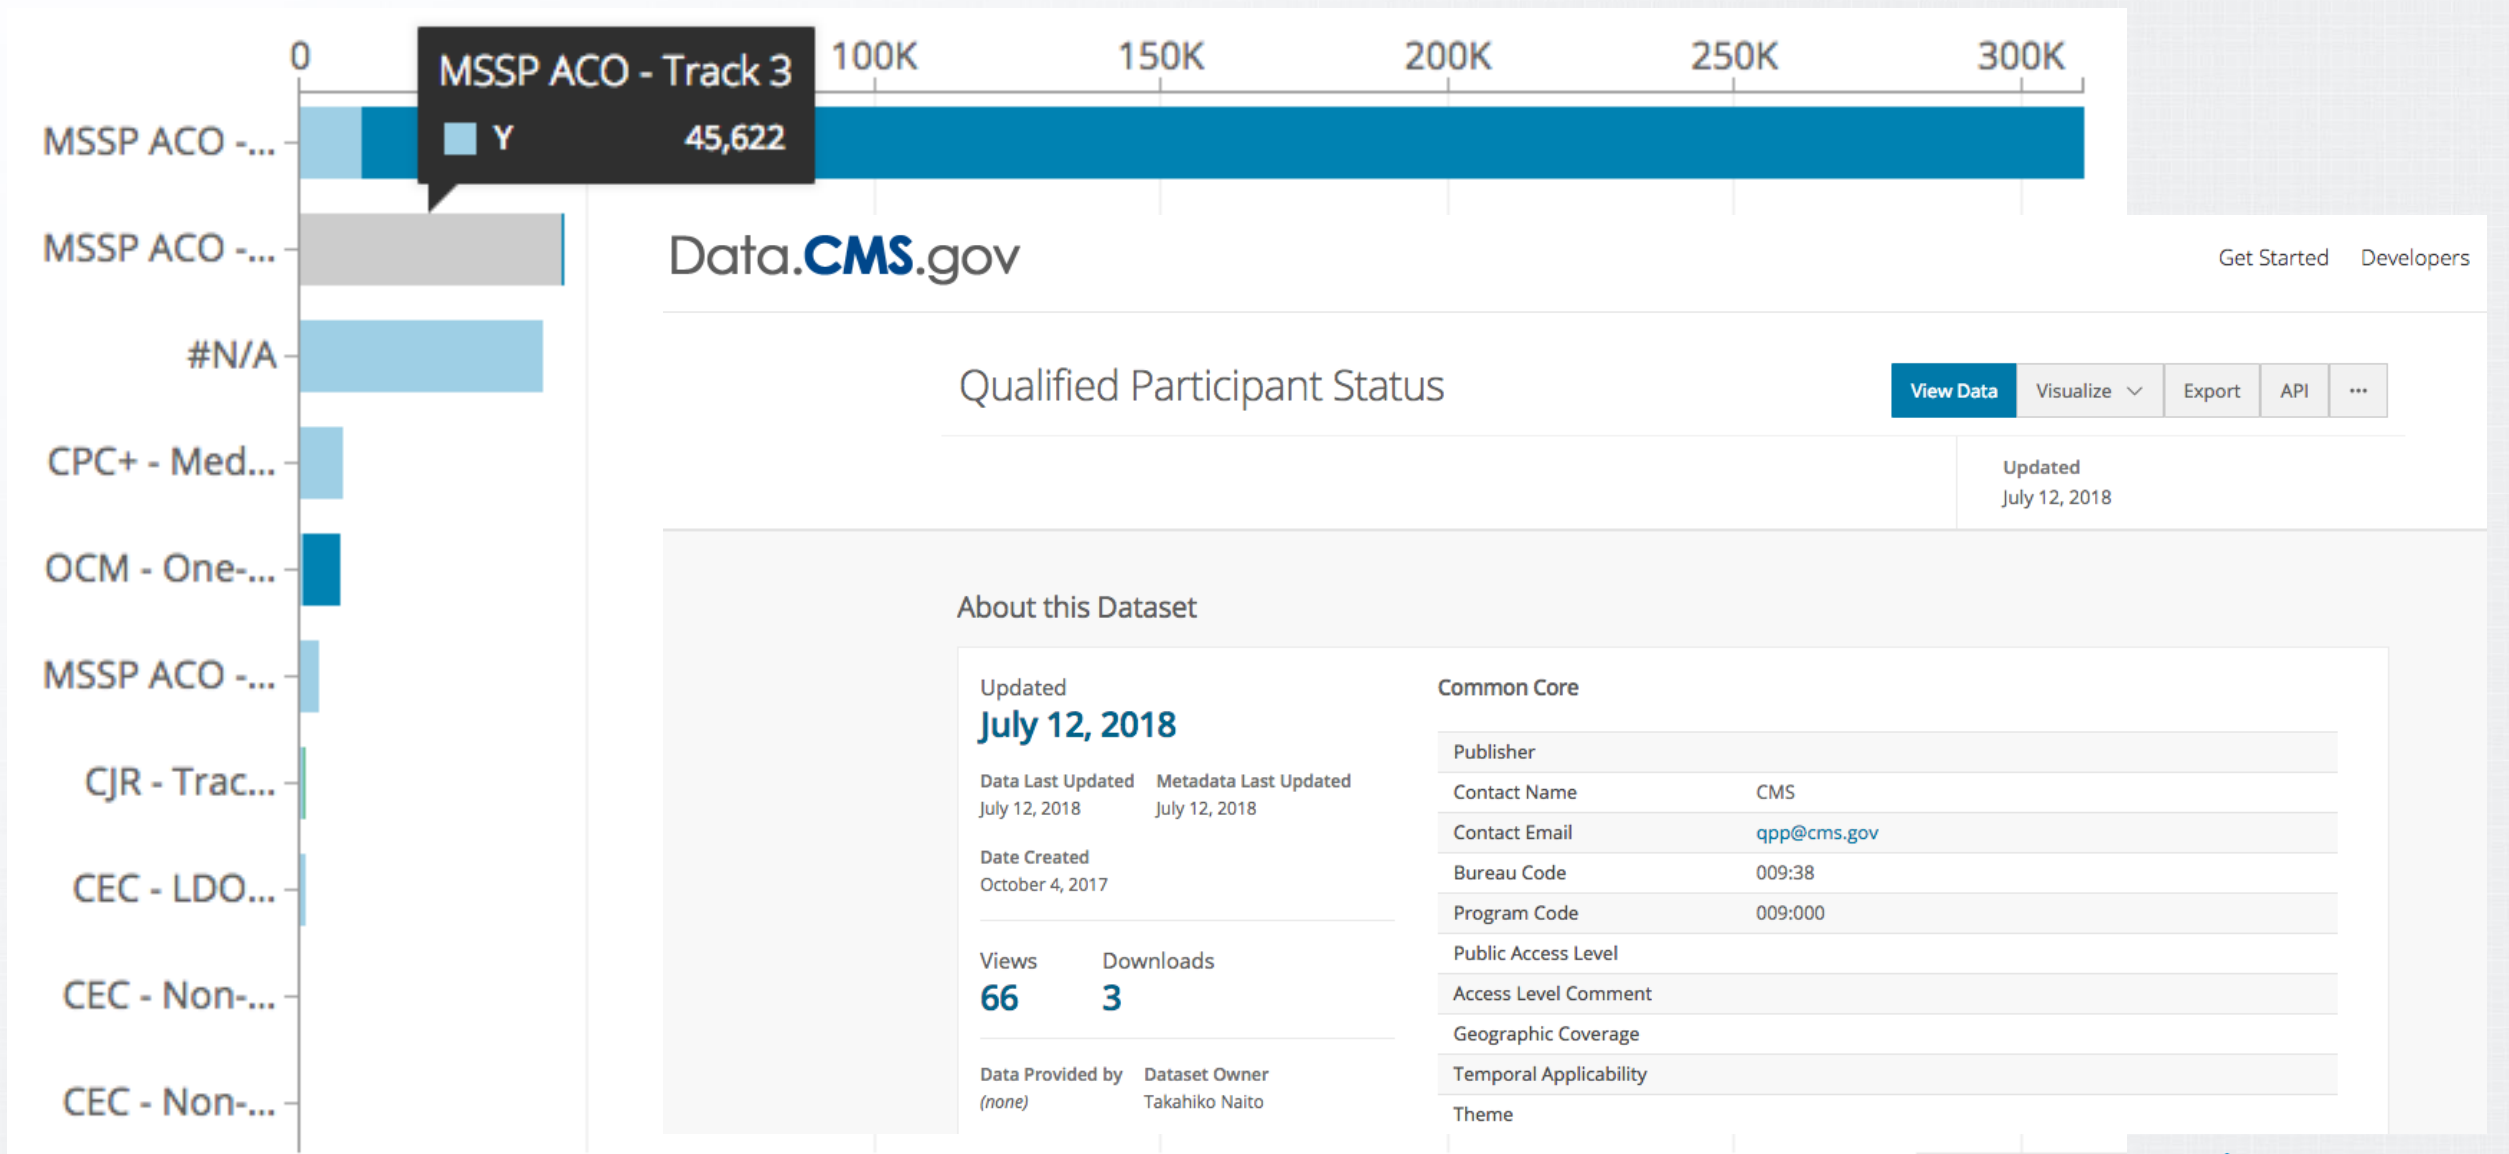 0
100K
150K
200K
250K
300K
MSSP ACO - Track 3
Y 45,622
MSSP ACO -...
MSSP ACO -...
#N/A
CPC+ - Med...
OCM - One-...
MSSP ACO -...
CJR - Trac...
CEC - LDO...
CEC - Non-...
CEC - Non-...
Data.CMS.gov
Get Started Developers
Qualified Participant Status
View Data Visualize Export API ...
Updated
July 12, 2018
About this Dataset
Updated
July 12, 2018
Data Last Updated Metadata Last Updated
July 12, 2018 July 12, 2018
Date Created
October 4, 2017
Views Downloads
66 3
Data Provided by Dataset Owner
(none) Takahiko Naito
Common Core
Publisher
Contact Name CMS
Contact Email qpp@cms.gov
Bureau Code 009:38
Program Code 009:000
Public Access Level
Access Level Comment
Geographic Coverage
Temporal Applicability
Theme